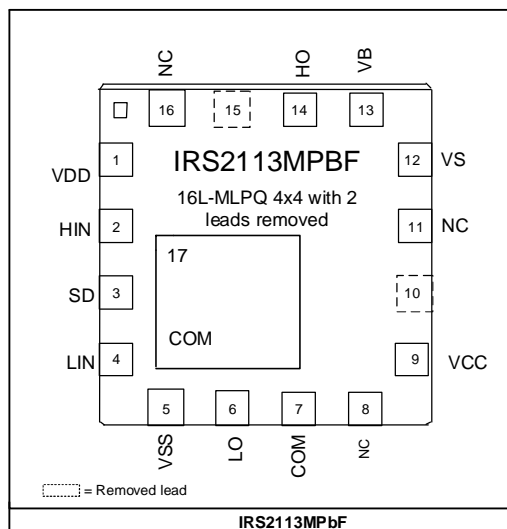 NC
HO
VB
16
15
14
13
1
VDD
IRS2113MPBF
12
VS
16L-MLPQ 4x4 with 2
leads removed
HIN
2
11
NC
17
SD
3
10
COM
LIN
4
9
VCC
5
6
7
8
VSS
LO
COM
NC
= Removed lead
IRS2113MPbF